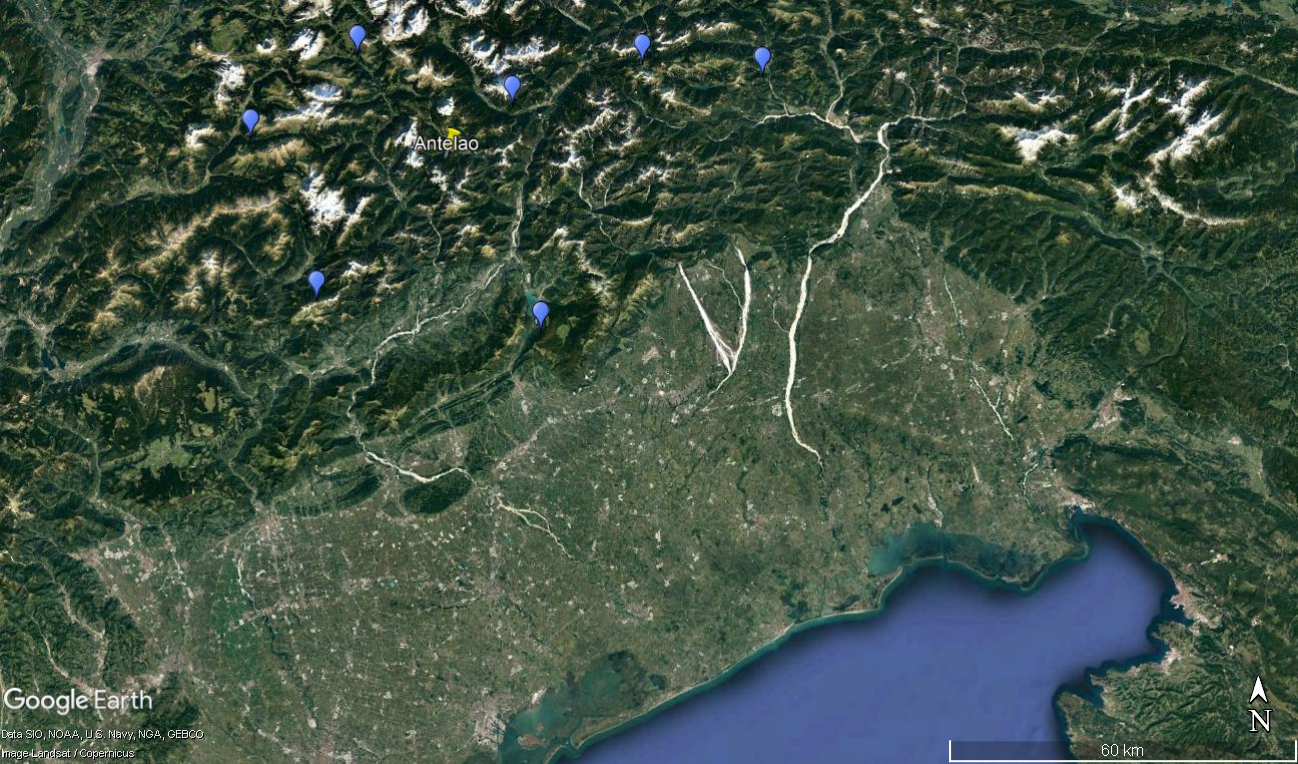 Antelao
Google Earth
Data SIO, NOAA, U.S. Navy, NGA, GEBCO
Image Landsat / Copernicus
N
60 km